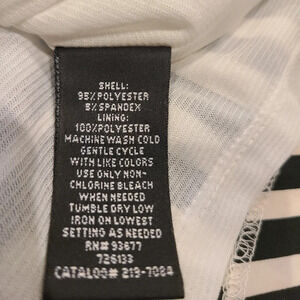 SHELL:
95%POLYESTER
5%SPANDEX
LINING:
100%POLYESTER
MACHINE WASH COLD
GENTLE CYCLE
WITH LIKE COLORS
USE ONLY NON-
CHLORINE BLEACH
WHEN NEEDED
TUMBLE DRY LOW
IRON ON LOWEST
SETTING AS NEEDED
RN# 93677
726133
CATALOG# 219-7084